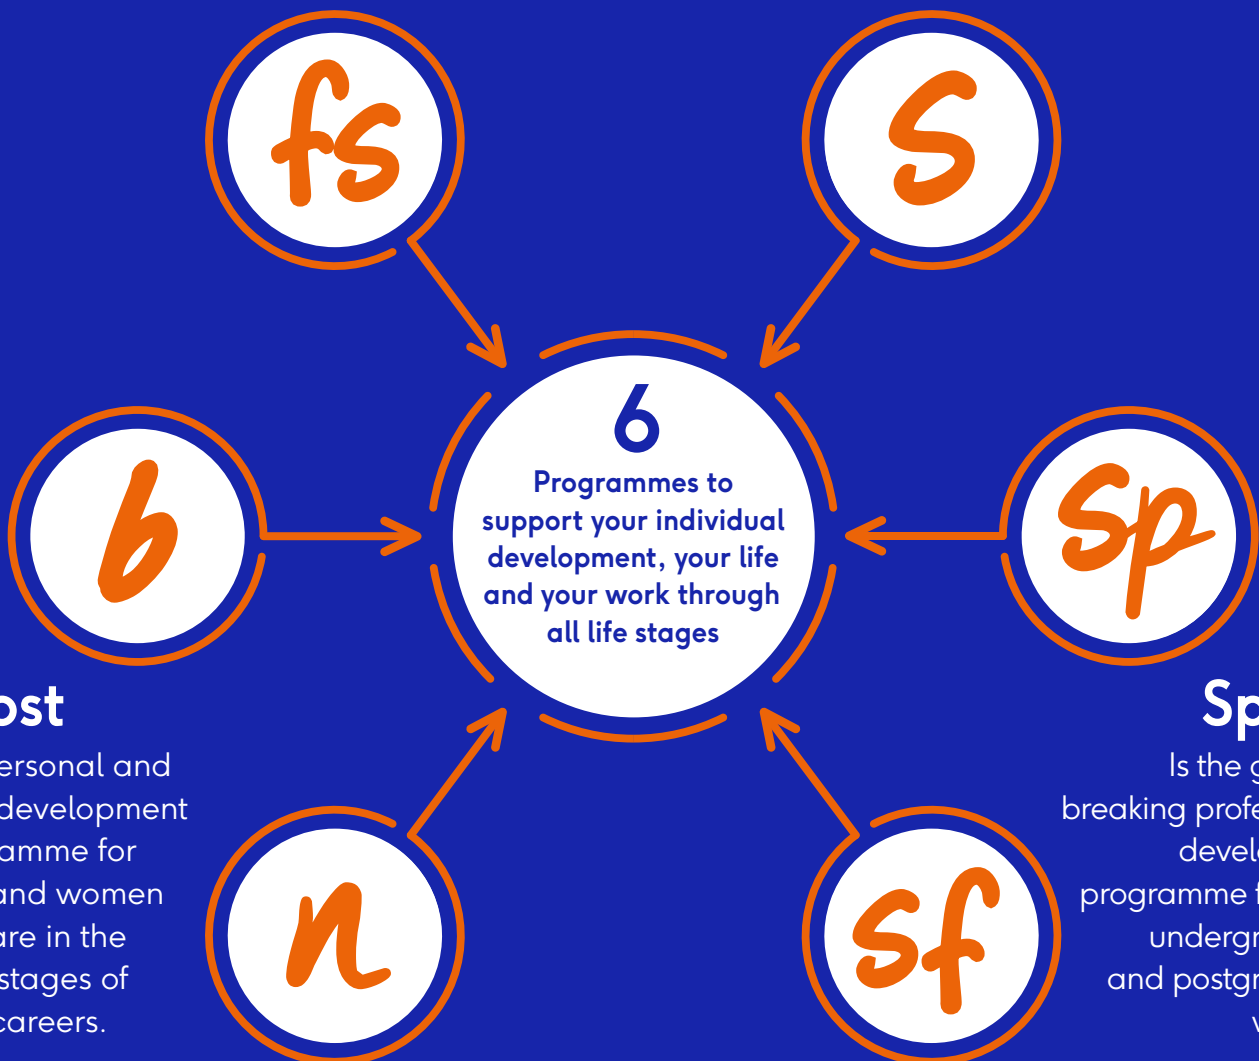 fs
S
6
Programmes to
support your individual
development, your life
and your work through
all life stages
b
sp
ost
ersonal and
development
amme for
and women
are in the
stages of
careers.
Sp
Is the g
breaking profe
devel
programme f
undergr
and postgr
n
sf